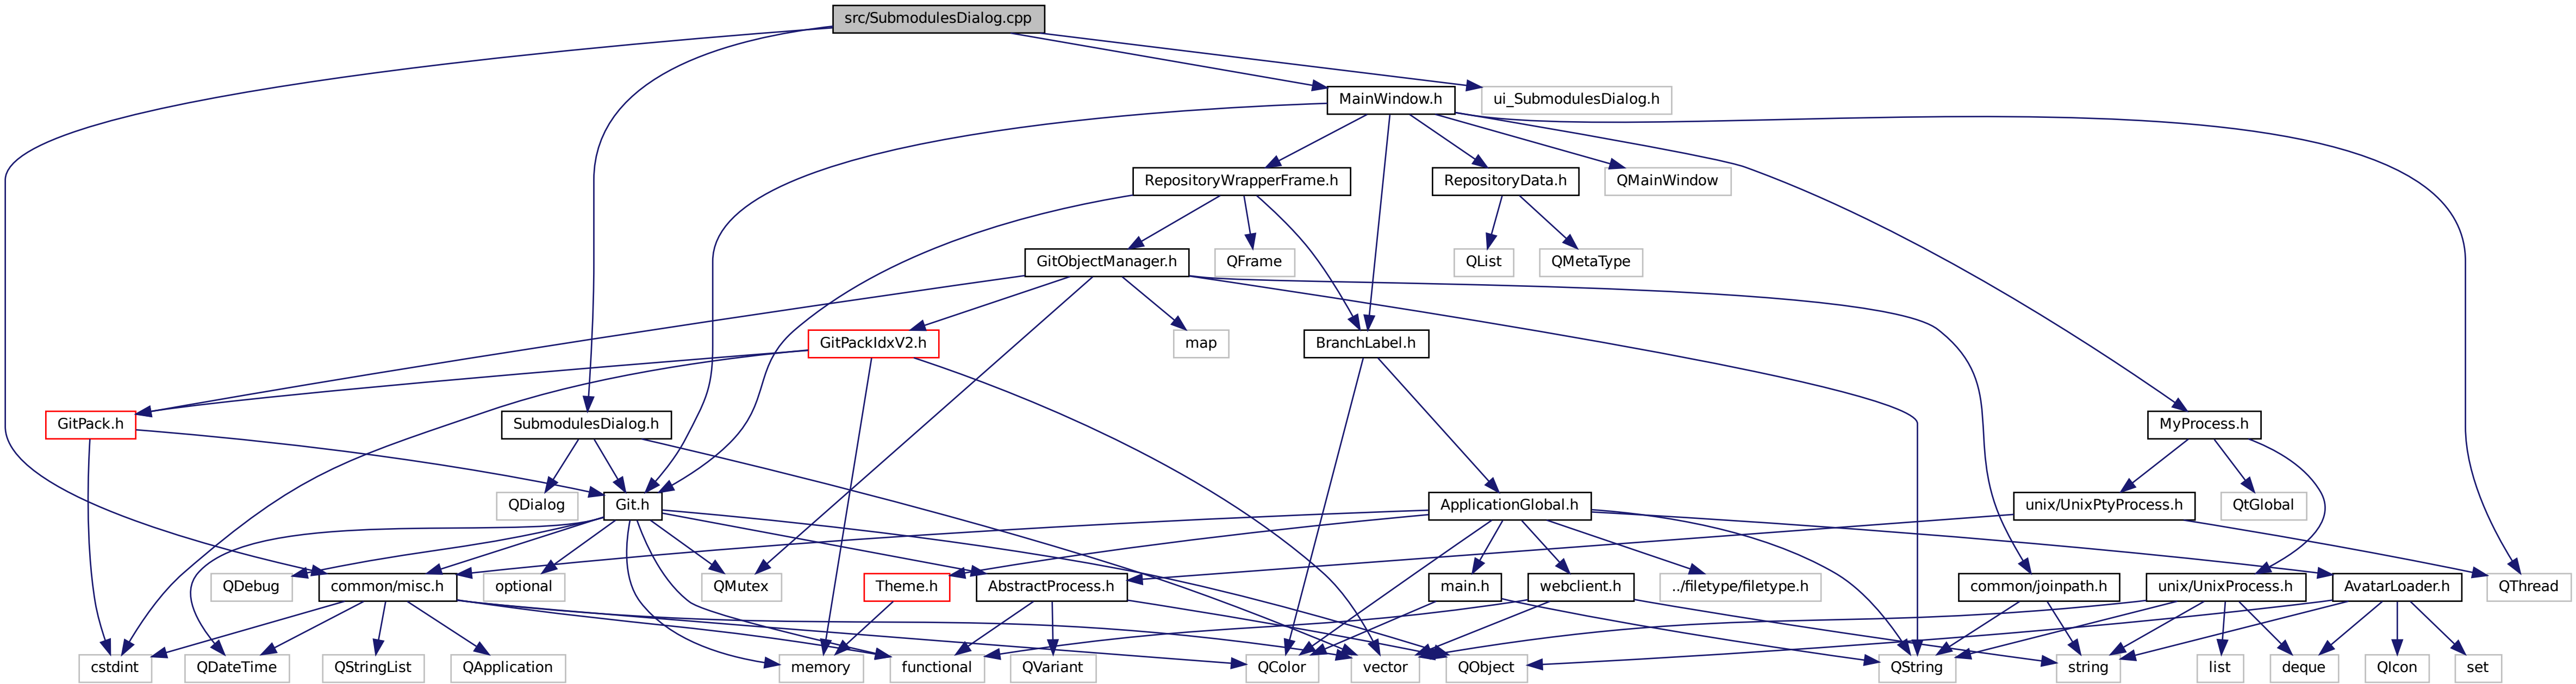 src/SubmodulesDialog.cpp
MainWindow.h
ui_SubmodulesDialog.h
RepositoryWrapperFrame.h
RepositoryData.h
QMainWindow
GitObjectManager.h
QFrame
QList
QMetaType
GitPackIdxV2.h
map
BranchLabel.h
GitPack.h
SubmodulesDialog.h
MyProcess.h
QDialog
Git.h
ApplicationGlobal.h
unix/UnixPtyProcess.h
QtGlobal
QDebug
common/misc.h
optional
QMutex
Theme.h
AbstractProcess.h
main.h
webclient.h
../filetype/filetype.h
common/joinpath.h
unix/UnixProcess.h
AvatarLoader.h
QThread
cstdint
QDateTime
QStringList
QApplication
memory
functional
QVariant
QColor
vector
QObject
QString
string
list
deque
QIcon
set